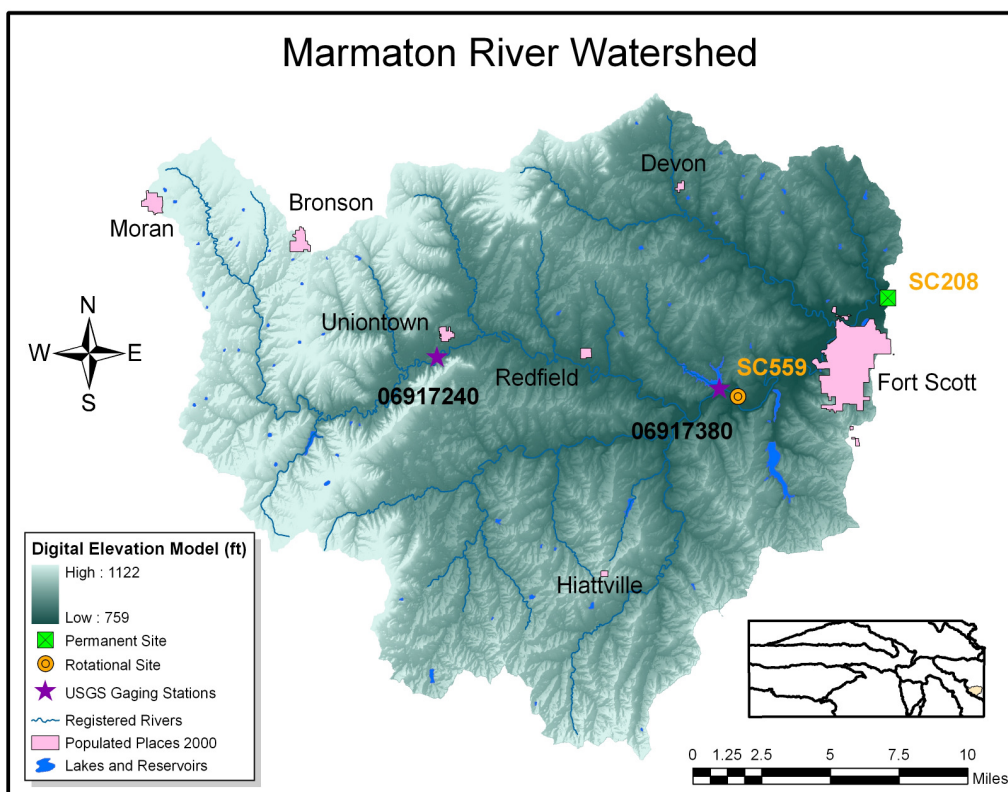 Marmaton River Watershed
Devon
Bronson
Moran
SC208
N
Uniontown
W E
SC559
Redfield
Fort Scott
S
06917240
06917380
Digital Elevation Model (ft)
High : 1122
Low : 759
Permanent Site
Rotational Site
USGS Gaging Stations
Registered Rivers
Populated Places 2000
Lakes and Reservoirs
Hiattville
0 1.25 2.5 5 7.5 10
Miles